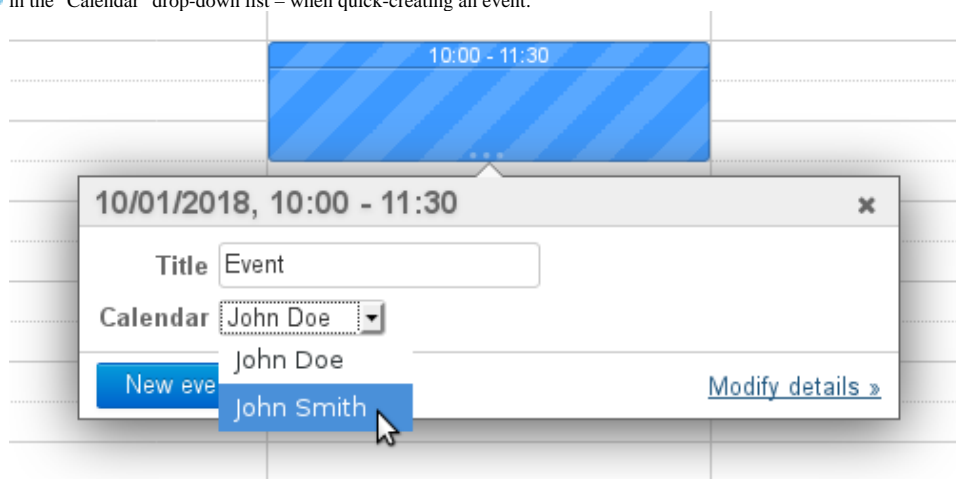 in the "Calendar" drop-down list – when quick-creating an event:
10:00 - 11:30
10/01/2018, 10:00 - 11:30
Title Event
Calendar John Doe
John Doe
New eve
John Smith
Modify details »